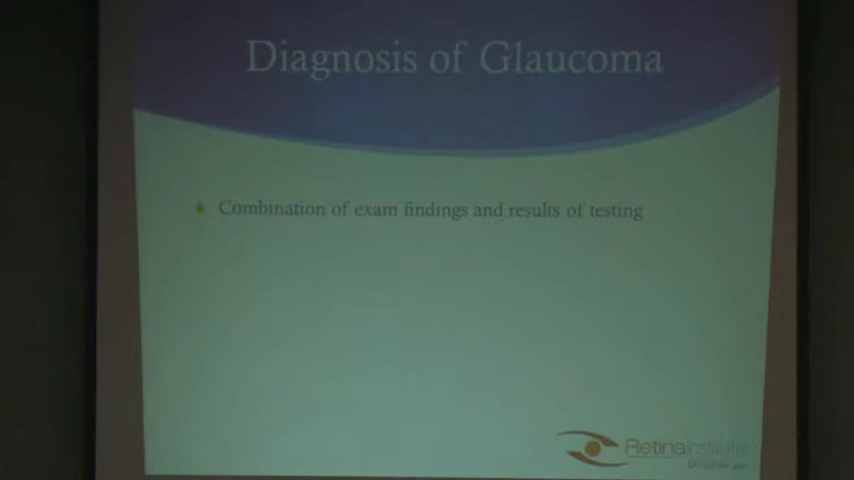 Diagnosis of Glaucoma
Combination of exam findings and results of testing
RetinaInstitute